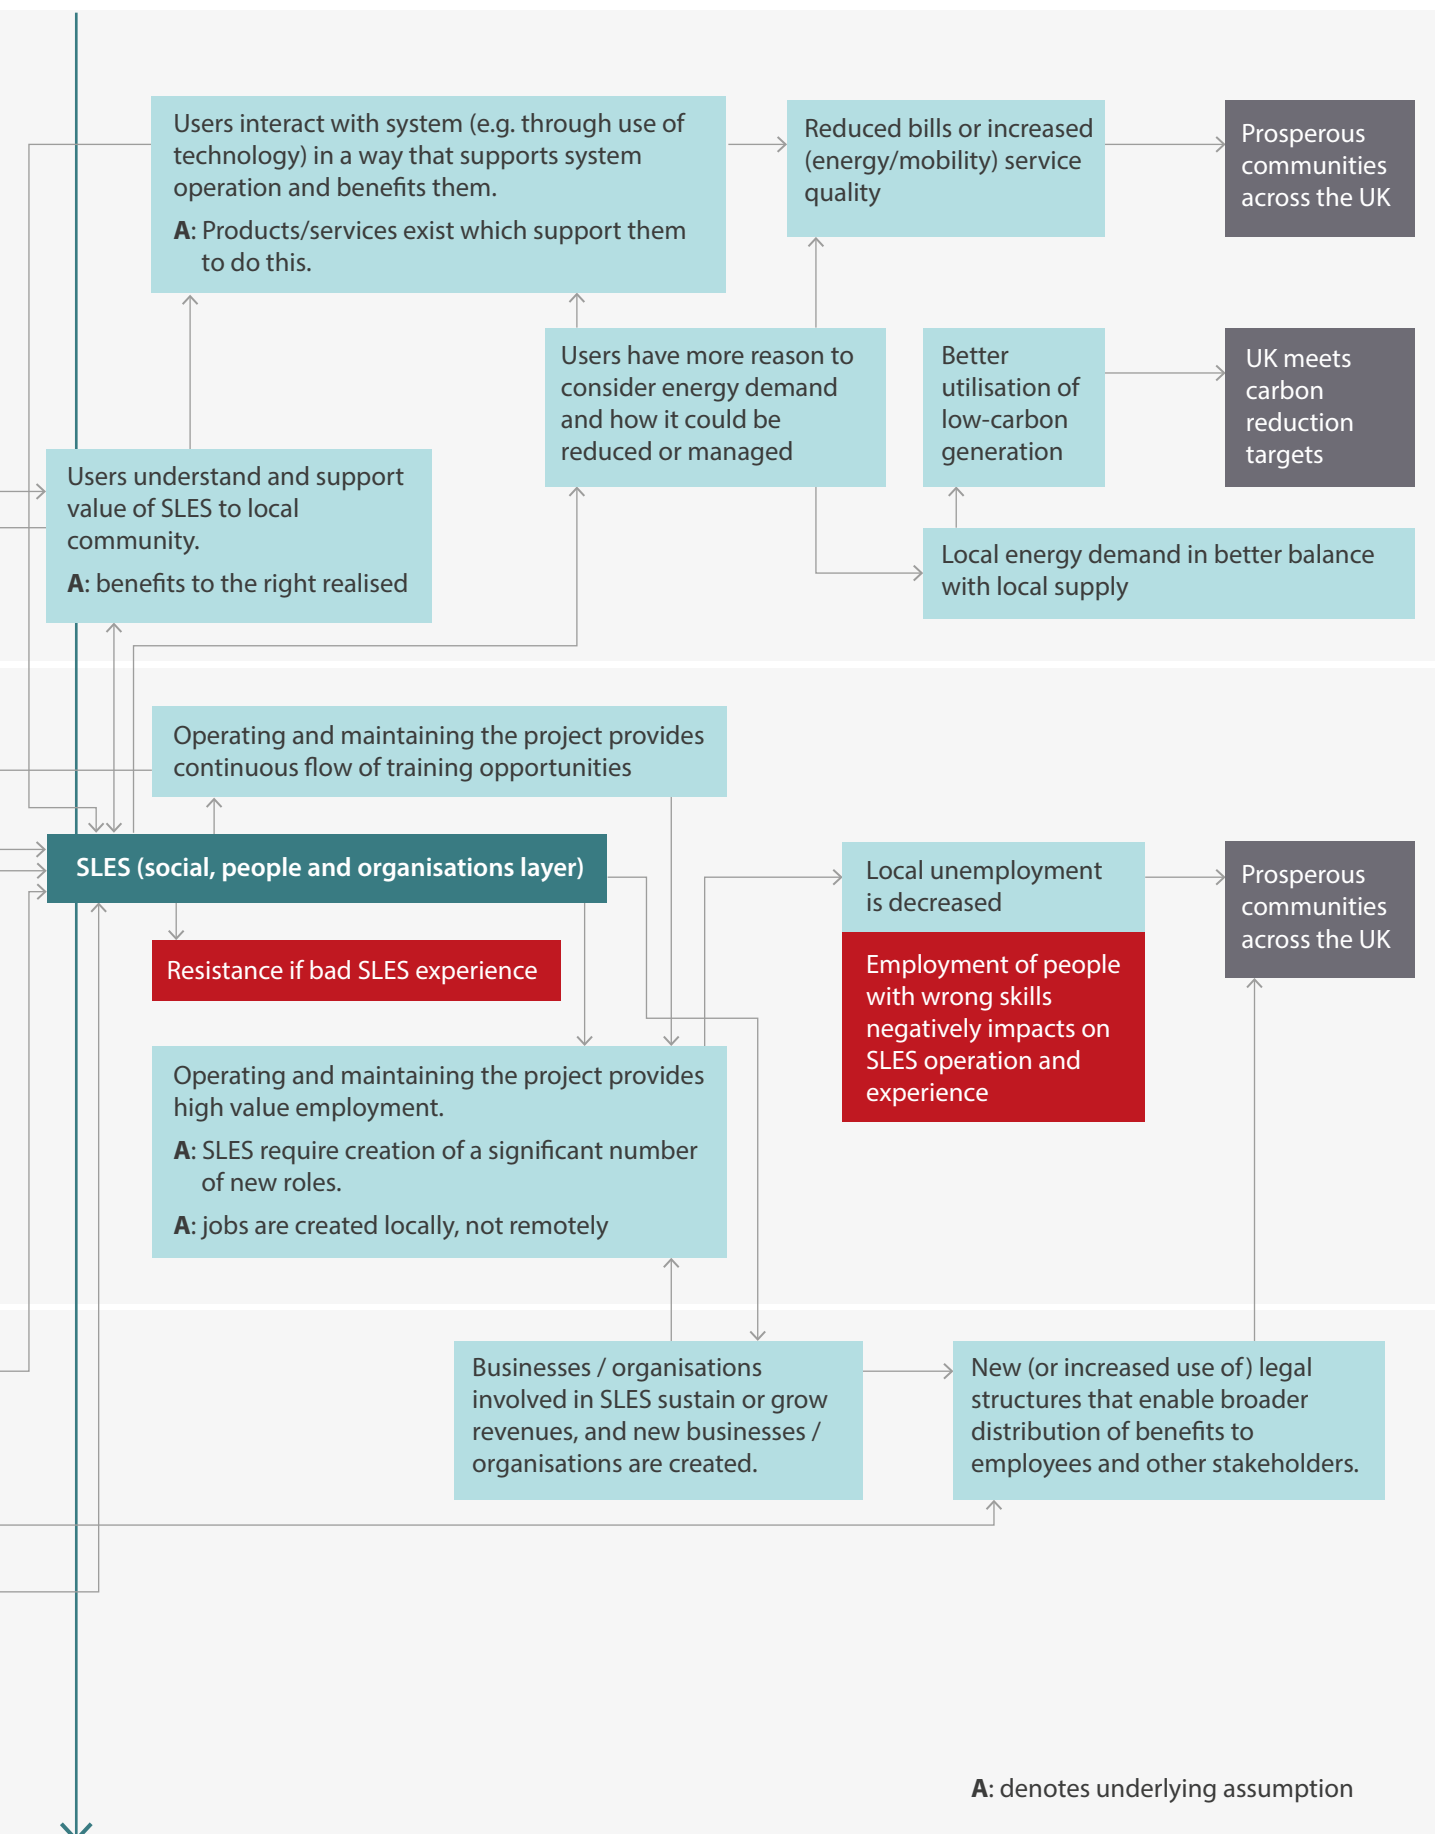 Users interact with system (e.g. through use of
technology) in a way that supports system
operation and benefits them.
A: Products/services exist which support them
to do this.
Reduced bills or increased
(energy/mobility) service
quality
Prosperous
communities
across the UK
Users have more reason to
consider energy demand
and how it could be
reduced or managed
Better
utilisation of
low-carbon
generation
UK meets
carbon
reduction
targets
Users understand and support
value of SLES to local
community.
A: benefits to the right realised
Local energy demand in better balance
with local supply
Operating and maintaining the project provides
continuous flow of training opportunities
SLES (social, people and organisations layer)
Resistance if bad SLES experience
Local unemployment
is decreased
Prosperous
communities
across the UK
Employment of people
with wrong skills
negatively impacts on
SLES operation and
experience
Operating and maintaining the project provides
high value employment.
A: SLES require creation of a significant number
of new roles.
A: jobs are created locally, not remotely
Businesses / organisations
involved in SLES sustain or grow
revenues, and new businesses /
organisations are created.
New (or increased use of) legal
structures that enable broader
distribution of benefits to
employees and other stakeholders.
A: denotes underlying assumption